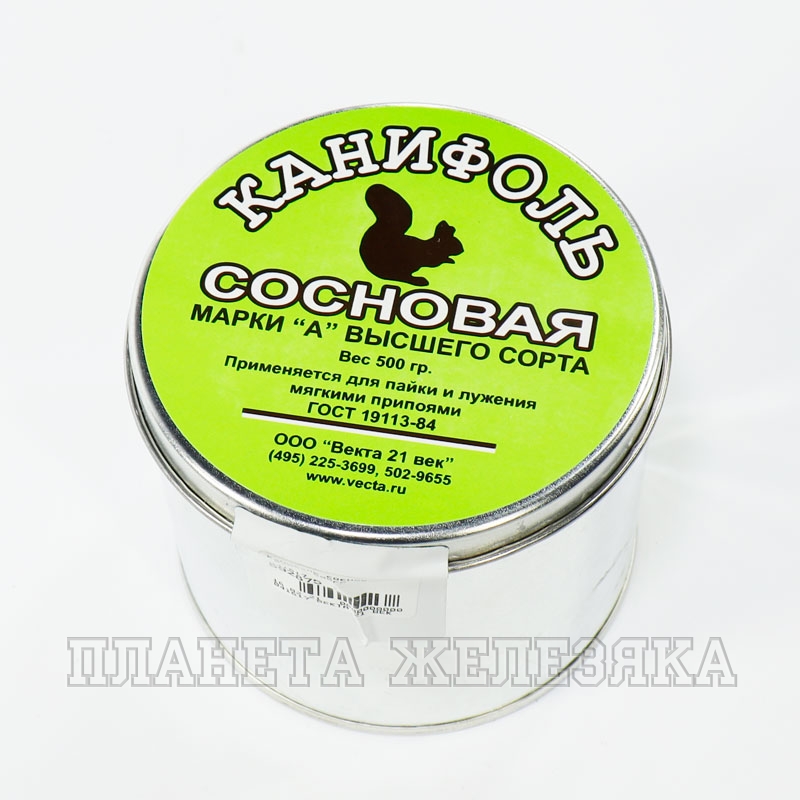 КАНИФОЛЬ
СОСНОВАЯ
МАРКИ “А” ВЫСШЕГО СОРТА
Вес 500 гр.
Применяется для пайки и лужения
мягкими припоями
ГОСТ 19113-84
ООО “Векта 21 век”
(495) 225-3699, 502-9655
www.vecta.ru
ПЛАНЕТА ЖЕЛЕЗЯКА